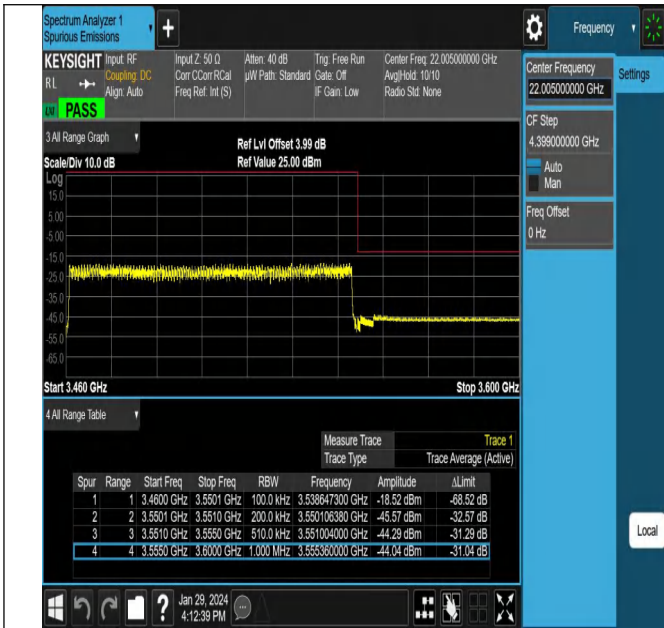 Spectrum Analyzer 1
Spurious Emissions
Frequency
KEYSIGHT Input: RF Input Z: 50 Ω Atten: 40 dB Trig: Free Run Center Freq: 22.005000000 GHz
RL Coupling: DC Corr CCorr RCal µW Path: Standard Gate: Off Avg|Hold: 10/10
Align: Auto Freq Ref: Int (S) IF Gain: Low Radio Std: None
PASS
Center Frequency
22.005000000 GHz
Settings
CF Step
4.399000000 GHz
Auto
Man
Freq Offset
0 Hz
Local
3 All Range Graph
Ref Lvl Offset 3.99 dB
Scale/Div 10.0 dB Ref Value 25.00 dBm
Log
15.0
5.00
-5.00
-15.0
-25.0
-35.0
-45.0
-55.0
-65.0
Start 3.460 GHz Stop 3.600 GHz
4 All Range Table
Measure Trace Trace 1
Trace Type Trace Average (Active)
Spur Range Start Freq Stop Freq RBW Frequency Amplitude ΔLimit
1 1 3.4600 GHz 3.5501 GHz 100.0 kHz 3.538647300 GHz -18.52 dBm -68.52 dB
2 2 3.5501 GHz 3.5510 GHz 200.0 kHz 3.550106380 GHz -45.57 dBm -32.57 dB
3 3 3.5510 GHz 3.5550 GHz 510.0 kHz 3.551004000 GHz -44.29 dBm -31.29 dB
4 4 3.5550 GHz 3.6000 GHz 1.000 MHz 3.555360000 GHz -44.04 dBm -31.04 dB
Jan 29, 2024
4:12:39 PM